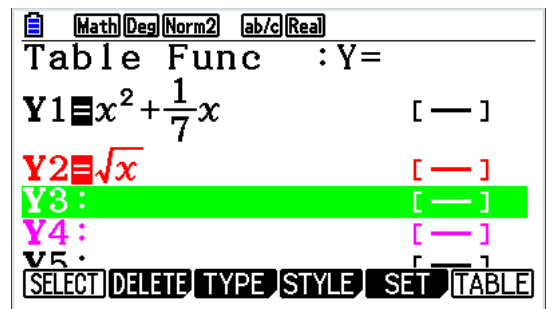 Math Deg Norm2 ab/c Real
Table Func :Y=
Y1=x²+1/7x [—]
Y2=√x [—]
Y3: [—]
Y4: [—]
Y5: [—]
SELECT DELETE TYPE STYLE SET TABLE